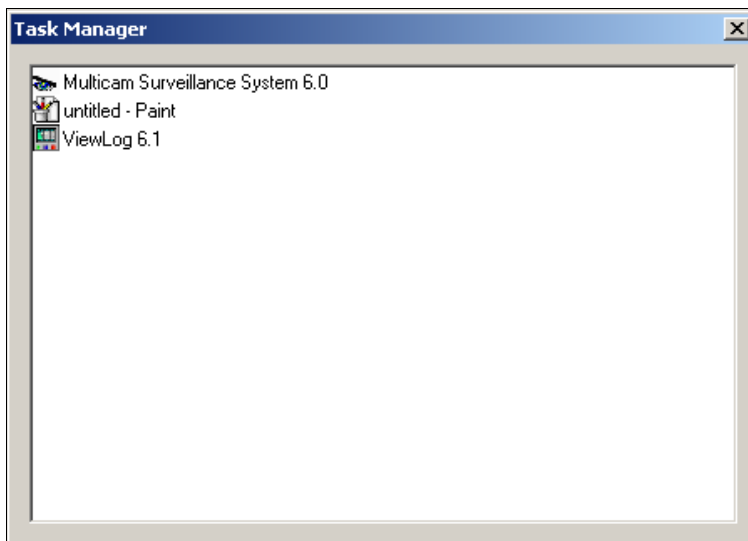 Task Manager
Multicam Surveillance System 6.0
untitled - Paint
ViewLog 6.1